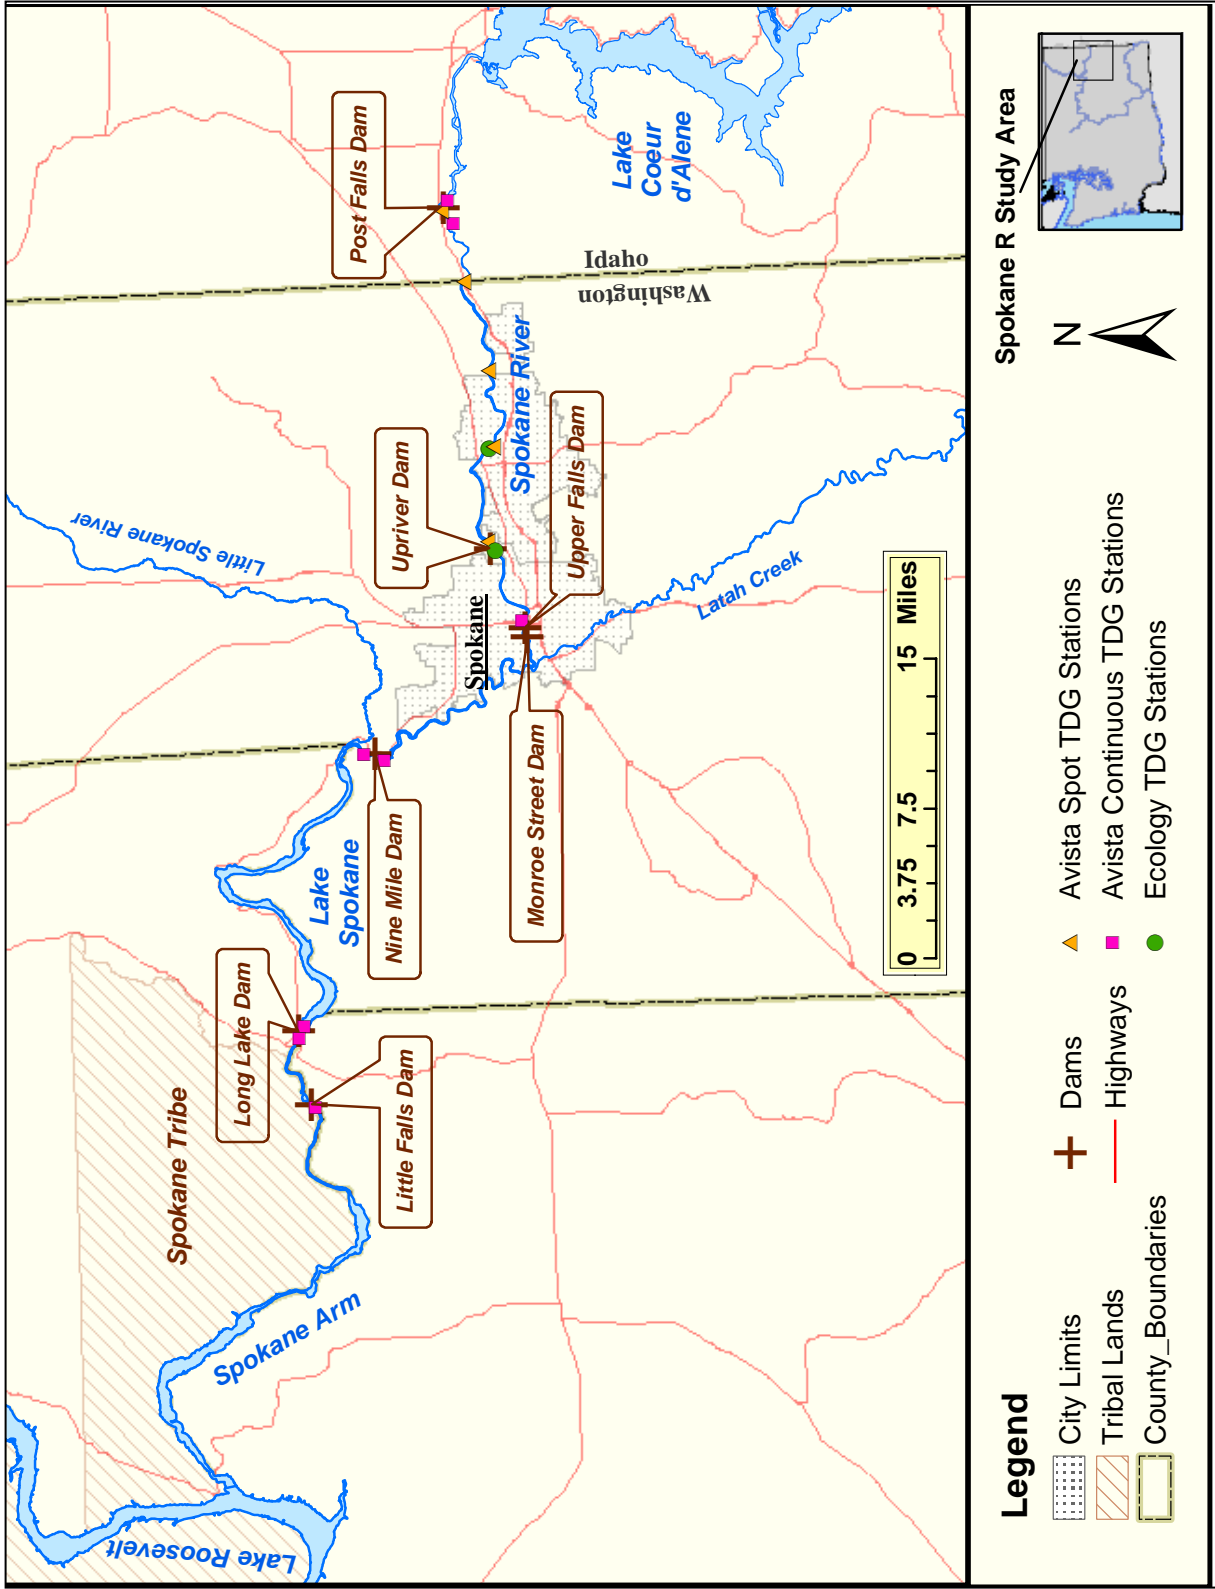 Lake Roosevelt
Spokane Arm
Spokane Tribe
Little Falls Dam
Long Lake Dam
Lake
Spokane
Nine Mile Dam
Monroe Street Dam
Spokane
Little Spokane River
Latah Creek
Upriver Dam
Upper Falls Dam
Spokane River
Washington
Idaho
Post Falls Dam
Lake
Coeur
d'Alene
0 3.75 7.5 15 Miles
Legend
City Limits
Tribal Lands
County_Boundaries
Dams
Highways
Avista Spot TDG Stations
Avista Continuous TDG Stations
Ecology TDG Stations
N
Spokane R Study Area